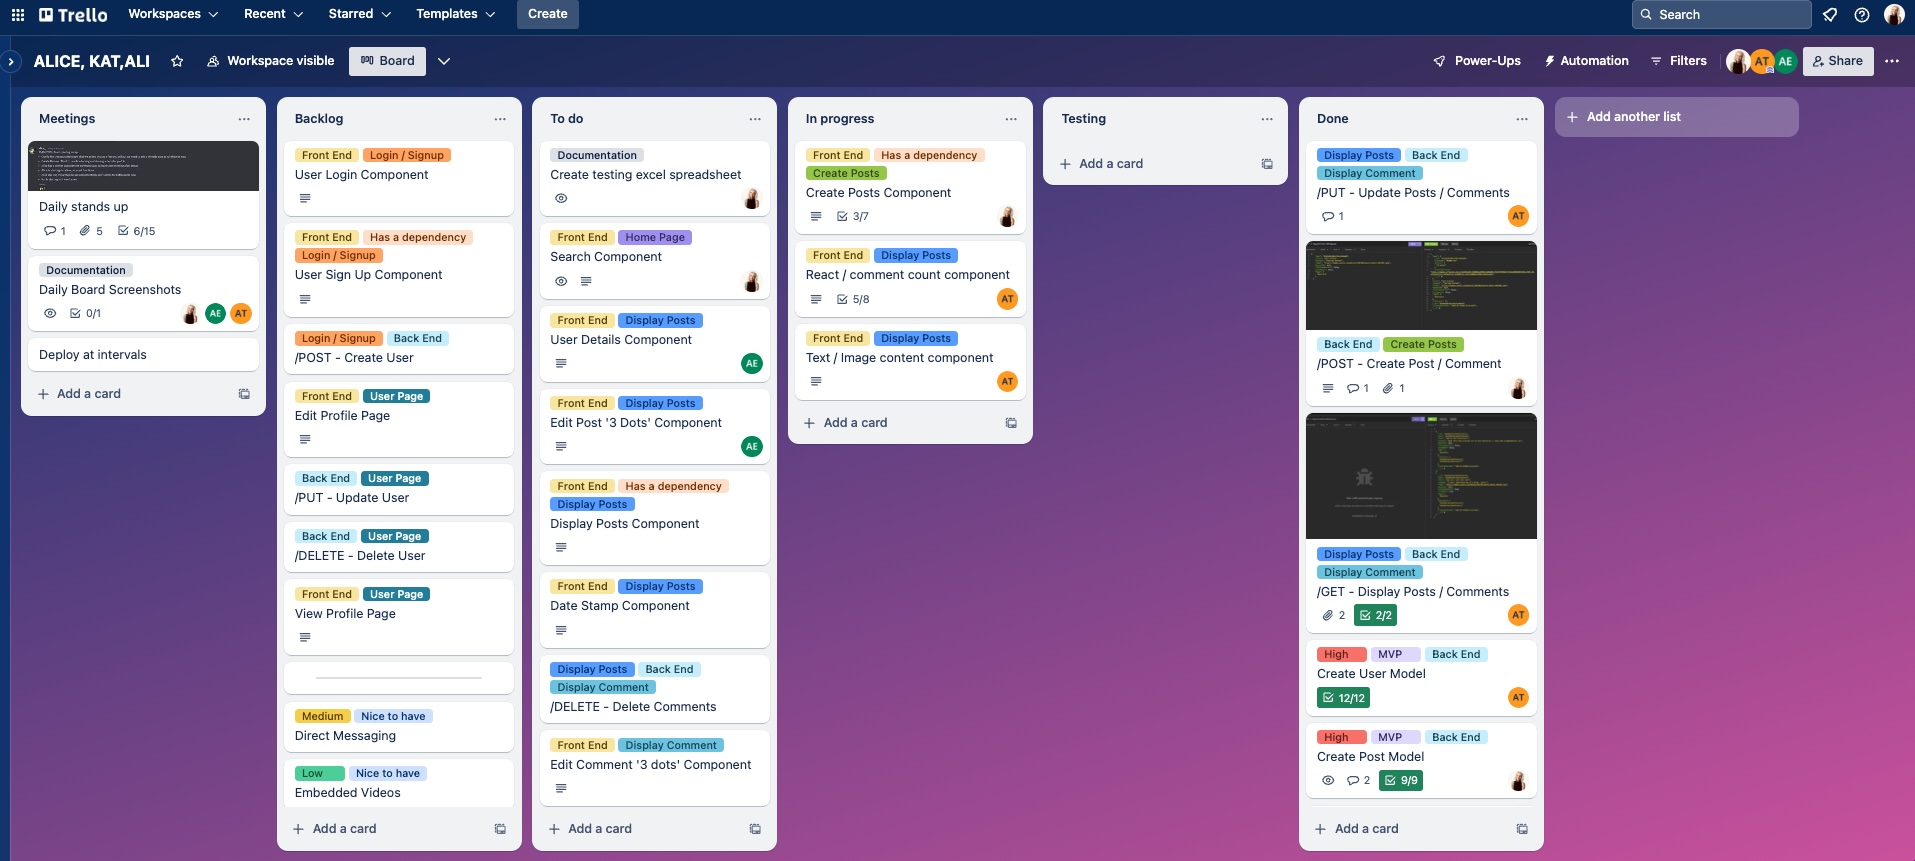 Trello
Workspaces
Recent
Starred
Templates
Create
Search
ALICE, KAT,ALI
Workspace visible
Board
Power-Ups
Automation
Filters
AT
AE
Share
Meetings
Daily stands up
1 5 6/15
Documentation
Daily Board Screenshots
0/1 AE AT
Deploy at intervals
Add a card
Backlog
Front End Login / Signup
User Login Component
Front End Has a dependency
Login / Signup
User Sign Up Component
Login / Signup Back End
/POST - Create User
Front End User Page
Edit Profile Page
Back End User Page
/PUT - Update User
Back End User Page
/DELETE - Delete User
Front End User Page
View Profile Page
Medium Nice to have
Direct Messaging
Low Nice to have
Embedded Videos
Add a card
To do
Documentation
Create testing excel spreadsheet
Front End Home Page
Search Component
Front End Display Posts
User Details Component
AE
Front End Display Posts
Edit Post '3 Dots' Component
AE
Front End Has a dependency
Display Posts
Display Posts Component
Front End Display Posts
Date Stamp Component
Display Posts Back End
Display Comment
/DELETE - Delete Comments
Front End Display Comment
Edit Comment '3 dots' Component
Add a card
In progress
Front End Has a dependency
Create Posts
Create Posts Component
3/7
Front End Display Posts
React / comment count component
5/8 AT
Front End Display Posts
Text / Image content component
AT
Add a card
Testing
Add a card
Done
Display Posts Back End
Display Comment
/PUT - Update Posts / Comments
1 AT
Back End Create Posts
/POST - Create Post / Comment
1 1
Display Posts Back End
Display Comment
/GET - Display Posts / Comments
2 2/2 AT
High MVP Back End
Create User Model
12/12 AT
High MVP Back End
Create Post Model
2 9/9
Add a card
Add another list